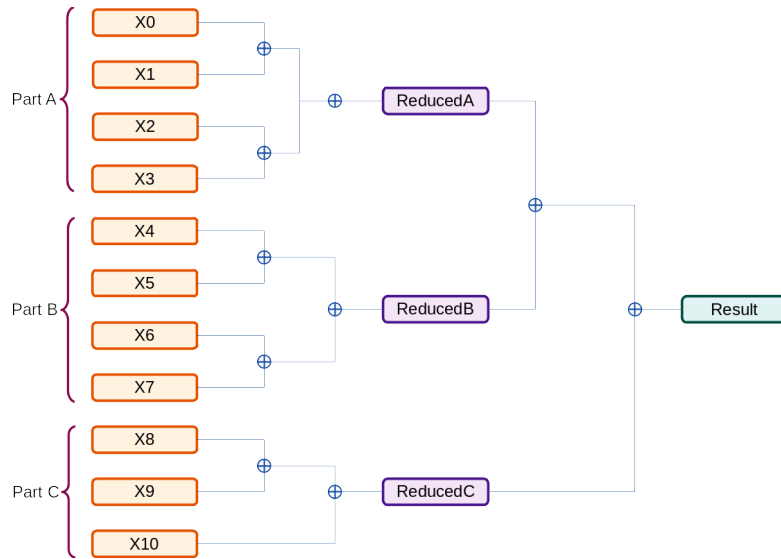 X0
X1
Part A
ReducedA
X2
X3
X4
X5
Part B
ReducedB
Result
X6
X7
X8
X9
Part C
ReducedC
X10